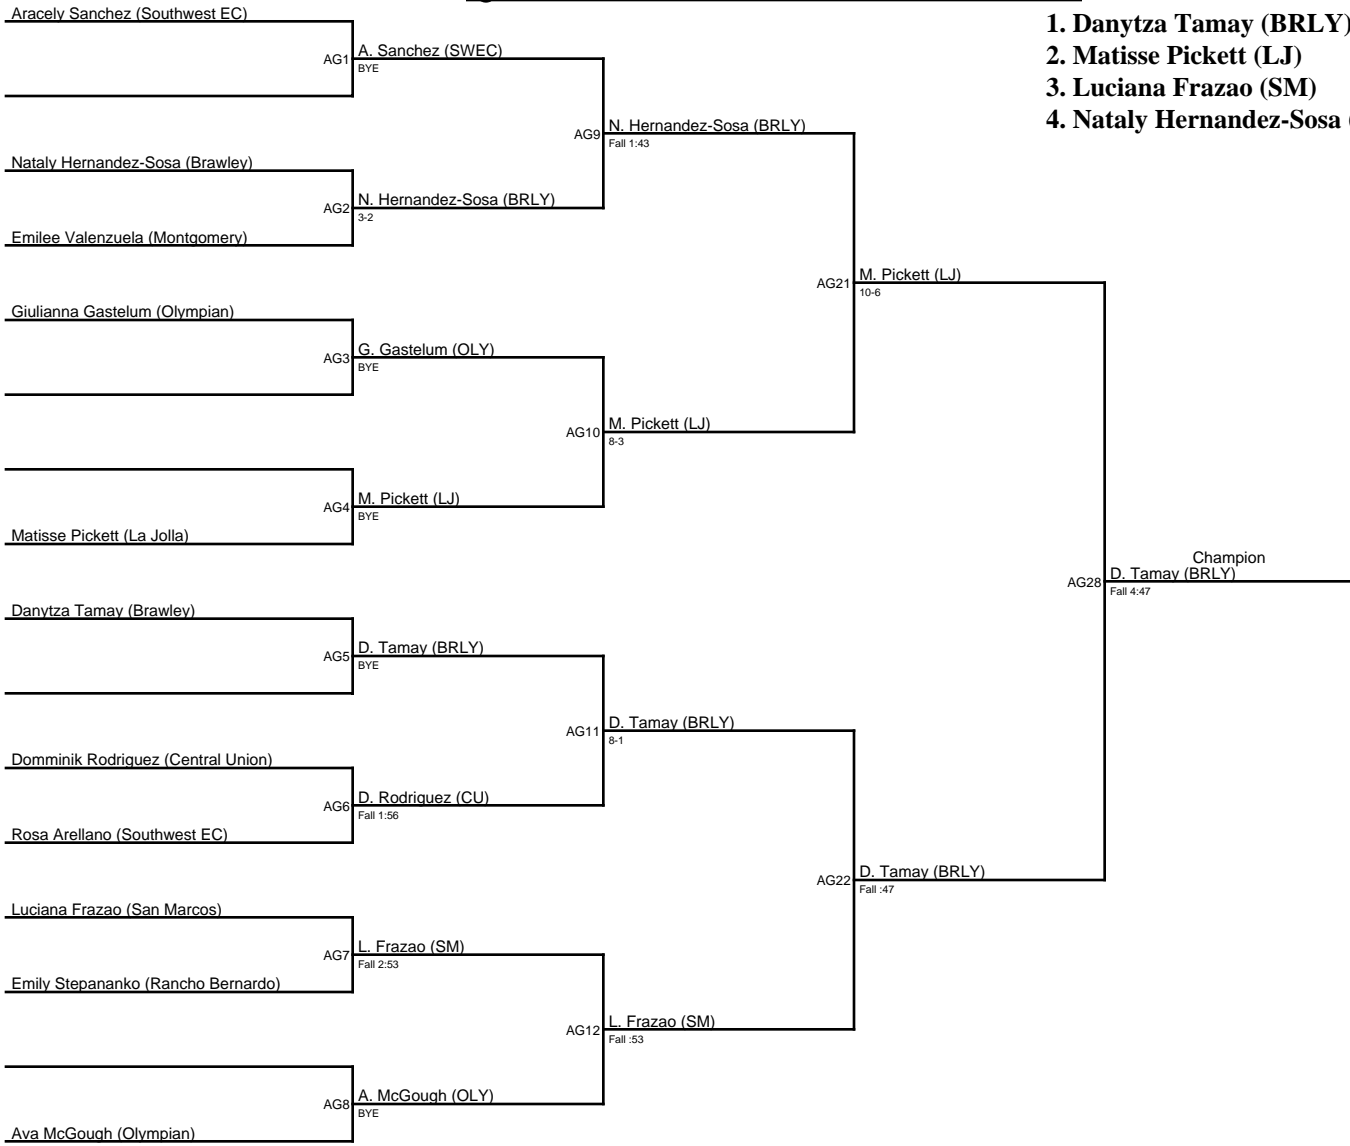 Aracely Sanchez (Southwest EC)
AG1
A. Sanchez (SWEC)
BYE
Nataly Hernandez-Sosa (Brawley)
AG2
N. Hernandez-Sosa (BRLY)
3-2
Emilee Valenzuela (Montgomery)
AG9
N. Hernandez-Sosa (BRLY)
Fall 1:43
Giulianna Gastelum (Olympian)
AG3
G. Gastelum (OLY)
BYE
AG10
M. Pickett (LJ)
8-3
AG4
M. Pickett (LJ)
BYE
Matisse Pickett (La Jolla)
AG21
M. Pickett (LJ)
10-6
Danytza Tamay (Brawley)
AG5
D. Tamay (BRLY)
BYE
AG11
D. Tamay (BRLY)
8-1
Domminik Rodriguez (Central Union)
AG6
D. Rodriguez (CU)
Fall 1:56
Rosa Arellano (Southwest EC)
AG22
D. Tamay (BRLY)
Fall :47
Luciana Frazao (San Marcos)
AG7
L. Frazao (SM)
Fall 2:53
Emily Stepananko (Rancho Bernardo)
AG12
L. Frazao (SM)
Fall :53
AG8
A. McGough (OLY)
BYE
Ava McGough (Olympian)
Champion
AG28
D. Tamay (BRLY)
Fall 4:47
1. Danytza Tamay (BRLY)
2. Matisse Pickett (LJ)
3. Luciana Frazao (SM)
4. Nataly Hernandez-Sosa (